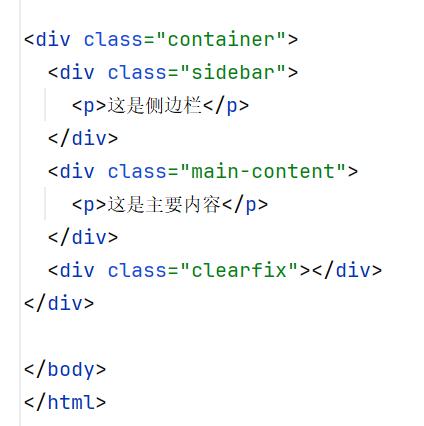 <div class="container">
  <div class="sidebar">
    <p>这是侧边栏</p>
  </div>
  <div class="main-content">
    <p>这是主要内容</p>
  </div>
  <div class="clearfix"></div>
</div>

</body>
</html>